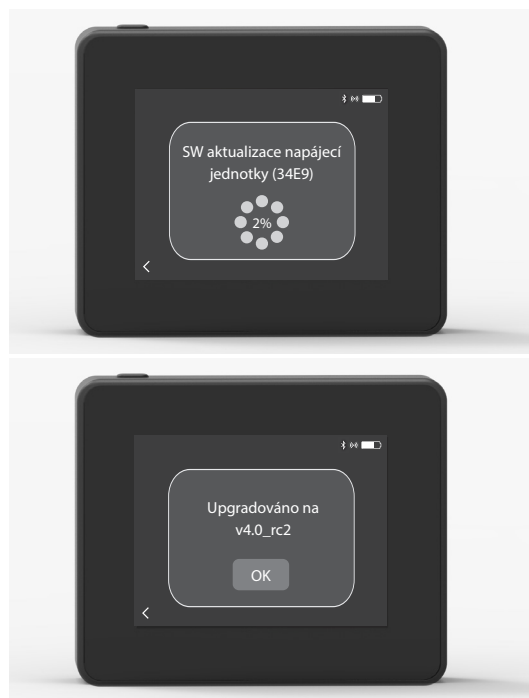 SW aktualizace napájecí
jednotky (34E9)
2%
Upgradováno na
v4.0_rc2
OK